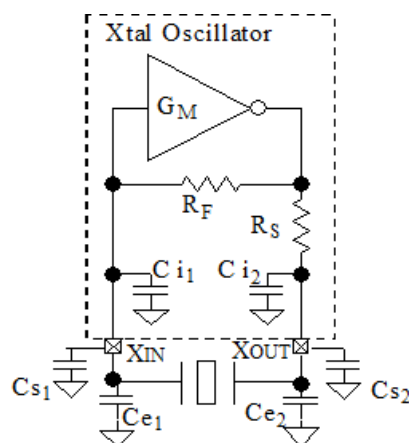 Xtal Oscillator
GM
RF
RS
Ci1
Ci2
XIN
XOUT
Cs1
Cs2
Ce1
Ce2